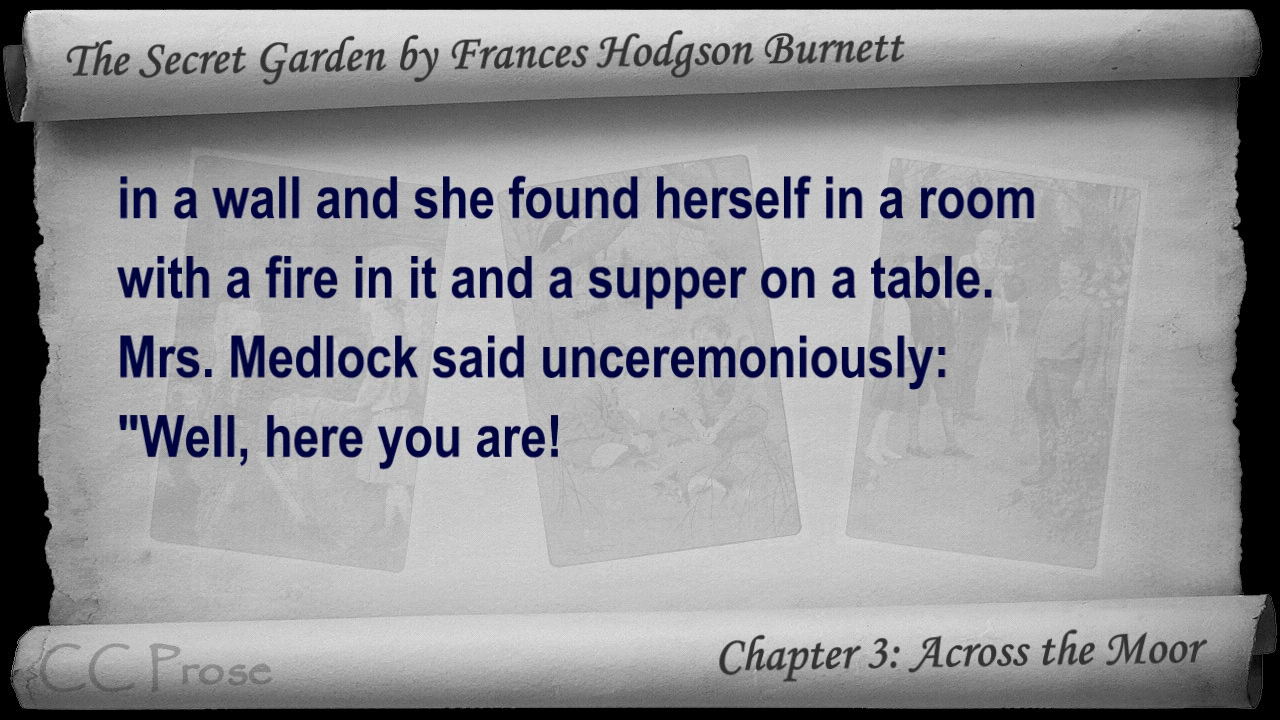 The Secret Garden by Frances Hodgson Burnett
in a wall and she found herself in a room
with a fire in it and a supper on a table.
Mrs. Medlock said unceremoniously:
"Well, here you are!
CC Prose
Chapter 3: Across the Moor